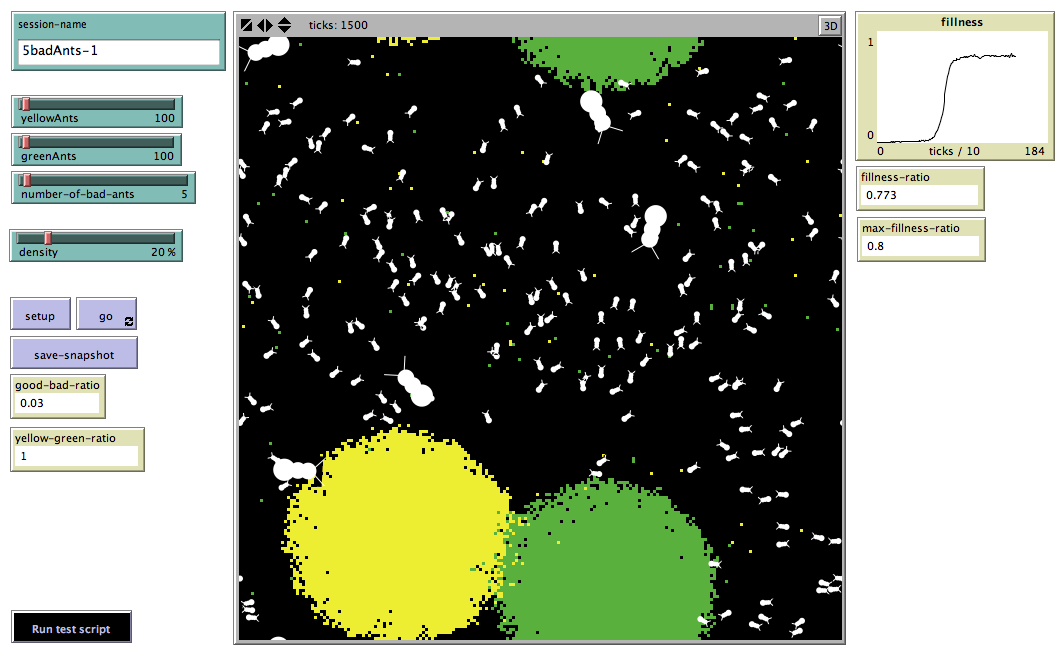 session-name
5badAnts-1
yellowAnts 100
greenAnts 100
number-of-bad-ants 5
density 20 %
setup
go
save-snapshot
good-bad-ratio
0.03
yellow-green-ratio
1
Run test script
ticks: 1500
3D
fillness
1
0
0 ticks / 10 184
fillness-ratio
0.773
max-fillness-ratio
0.8